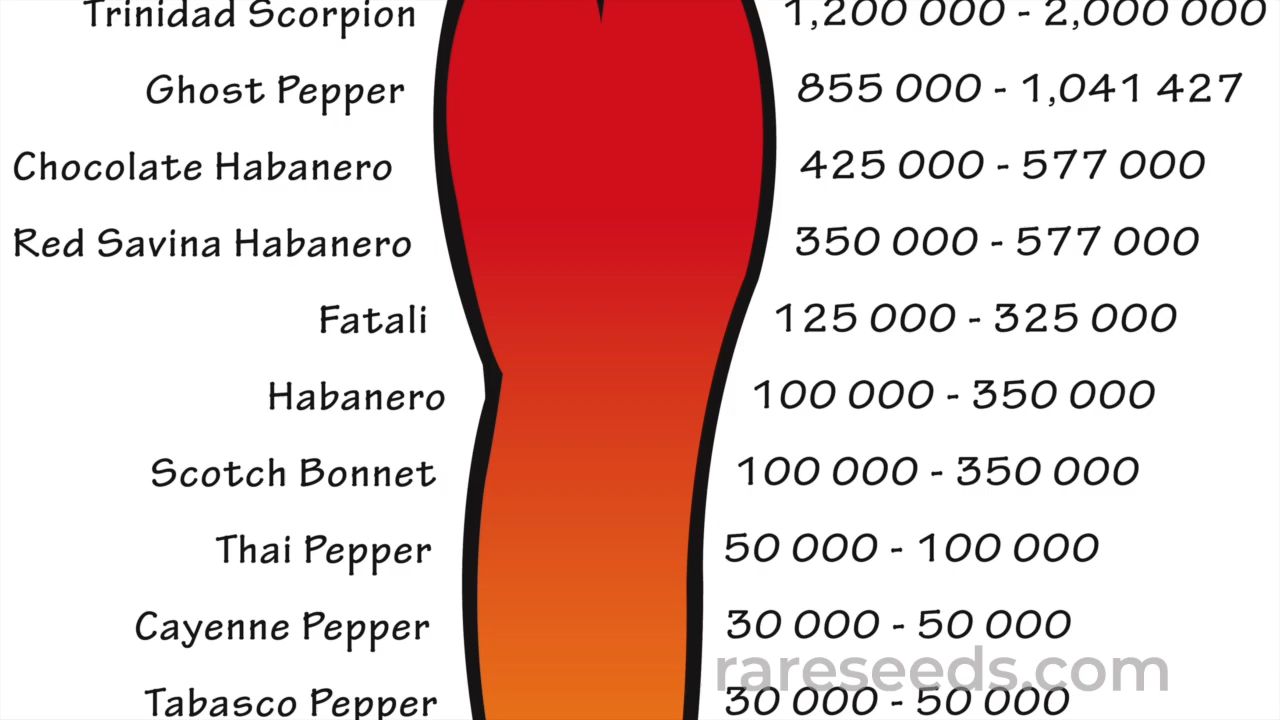 Trinidad Scorpion 1,200 000 - 2,000 000
Ghost Pepper 855 000 - 1,041 427
Chocolate Habanero 425 000 - 577 000
Red Savina Habanero 350 000 - 577 000
Fatali 125 000 - 325 000
Habanero 100 000 - 350 000
Scotch Bonnet 100 000 - 350 000
Thai Pepper 50 000 - 100 000
Cayenne Pepper 30 000 - 50 000
rareseeds.com
Tabasco Pepper 30 000 - 50 000